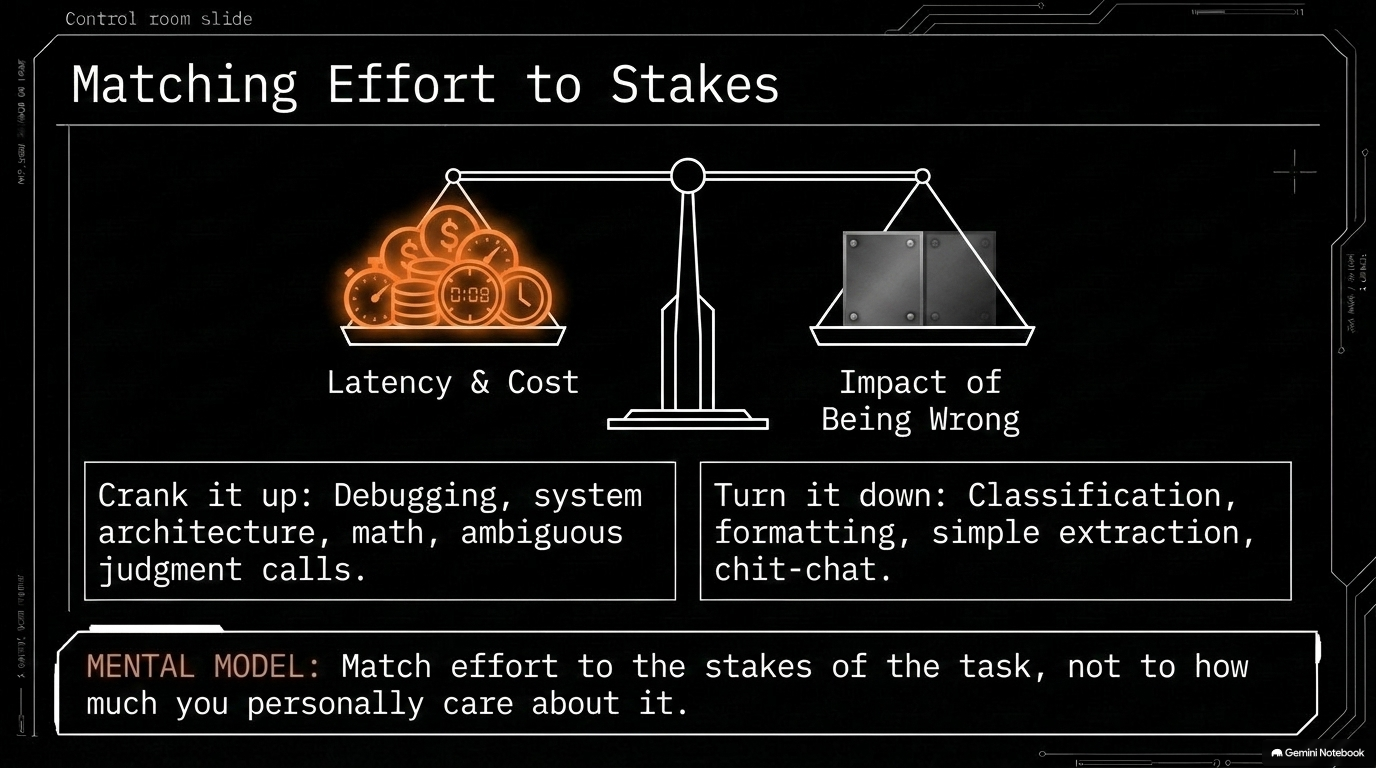 Control room slide
Matching Effort to Stakes
$
$
0:09
Latency & Cost
Impact of
Being Wrong
Crank it up: Debugging, system
architecture, math, ambiguous
judgment calls.
Turn it down: Classification,
formatting, simple extraction,
chit-chat.
MENTAL MODEL: Match effort to the stakes of the task, not to how
much you personally care about it.
Gemini Notebook